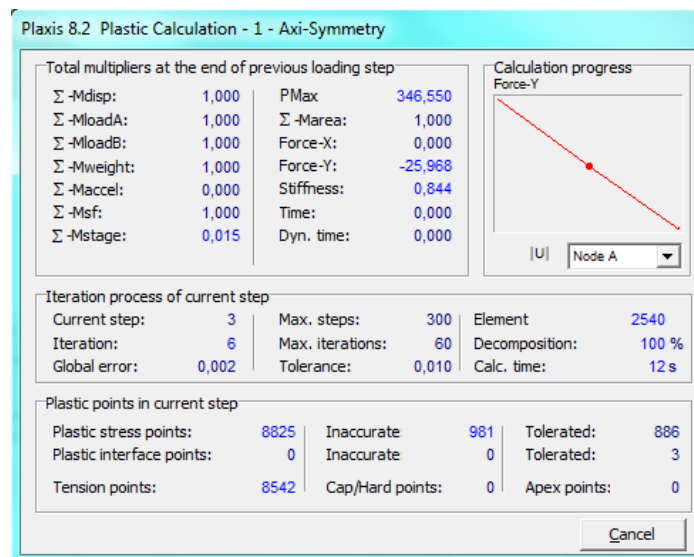 Plaxis 8.2 Plastic Calculation - 1 - Axi-Symmetry
Total multipliers at the end of previous loading step
Σ -Mdisp: 1,000 PMax 346,550
Σ -MloadA: 1,000 Σ -Marea: 1,000
Σ -MloadB: 1,000 Force-X: 0,000
Σ -Mweight: 1,000 Force-Y: -25,968
Σ -Maccel: 0,000 Stiffness: 0,844
Σ -Msf: 1,000 Time: 0,000
Σ -Mstage: 0,015 Dyn. time: 0,000
Calculation progress
Force-Y
|U| Node A
Iteration process of current step
Current step: 3 Max. steps: 300 Element 2540
Iteration: 6 Max. iterations: 60 Decomposition: 100 %
Global error: 0,002 Tolerance: 0,010 Calc. time: 12 s
Plastic points in current step
Plastic stress points: 8825 Inaccurate 981 Tolerated: 886
Plastic interface points: 0 Inaccurate 0 Tolerated: 3
Tension points: 8542 Cap/Hard points: 0 Apex points: 0
Cancel